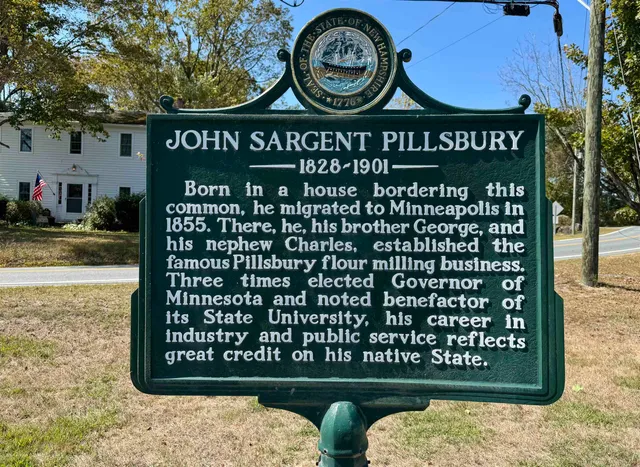 SEAL · OF · THE · STATE · OF · NEW HAMPSHIRE
· 1776 ·
JOHN SARGENT PILLSBURY
1828-1901
Born in a house bordering this
common, he migrated to Minneapolis in
1855. There, he, his brother George, and
his nephew Charles, established the
famous Pillsbury flour milling business.
Three times elected Governor of
Minnesota and noted benefactor of
its State University, his career in
industry and public service reflects
great credit on his native State.